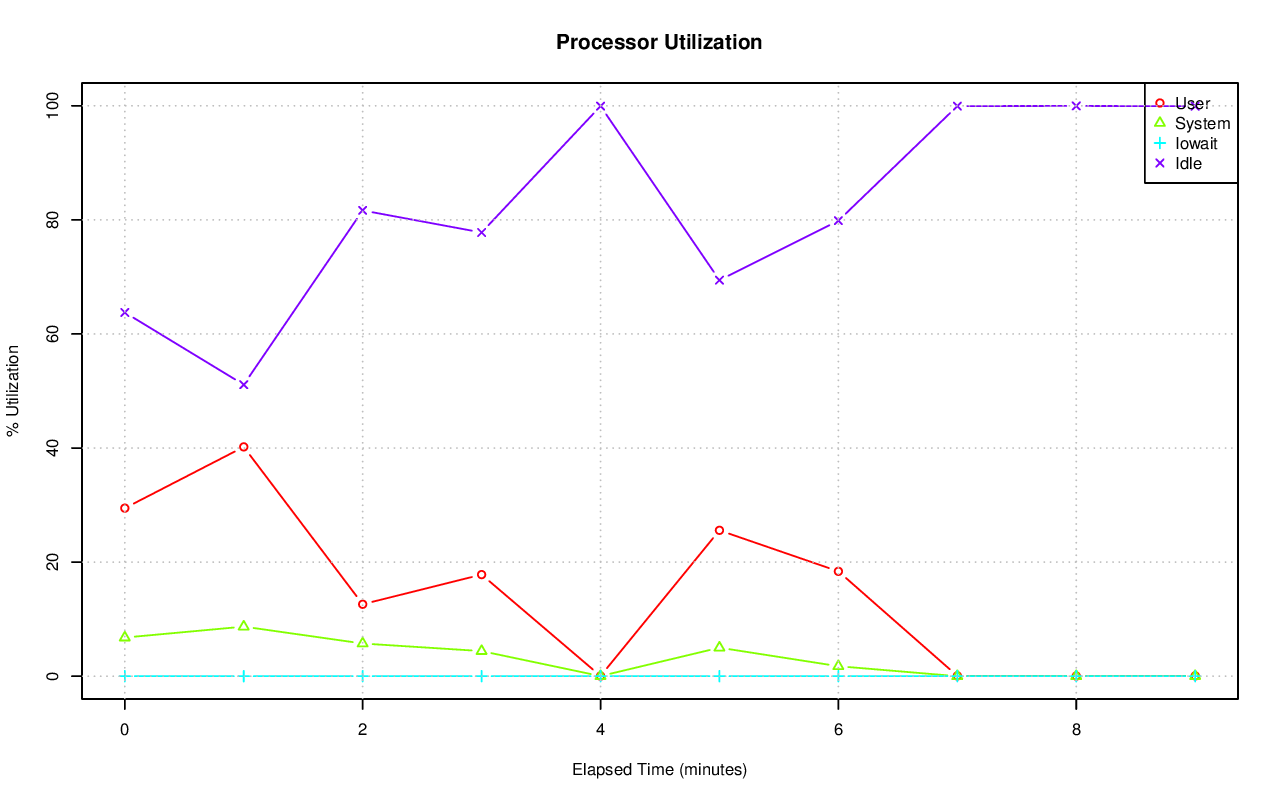 Processor Utilization
% Utilization
100
80
60
40
20
0
User
System
Iowait
Idle
0 2 4 6 8
Elapsed Time (minutes)